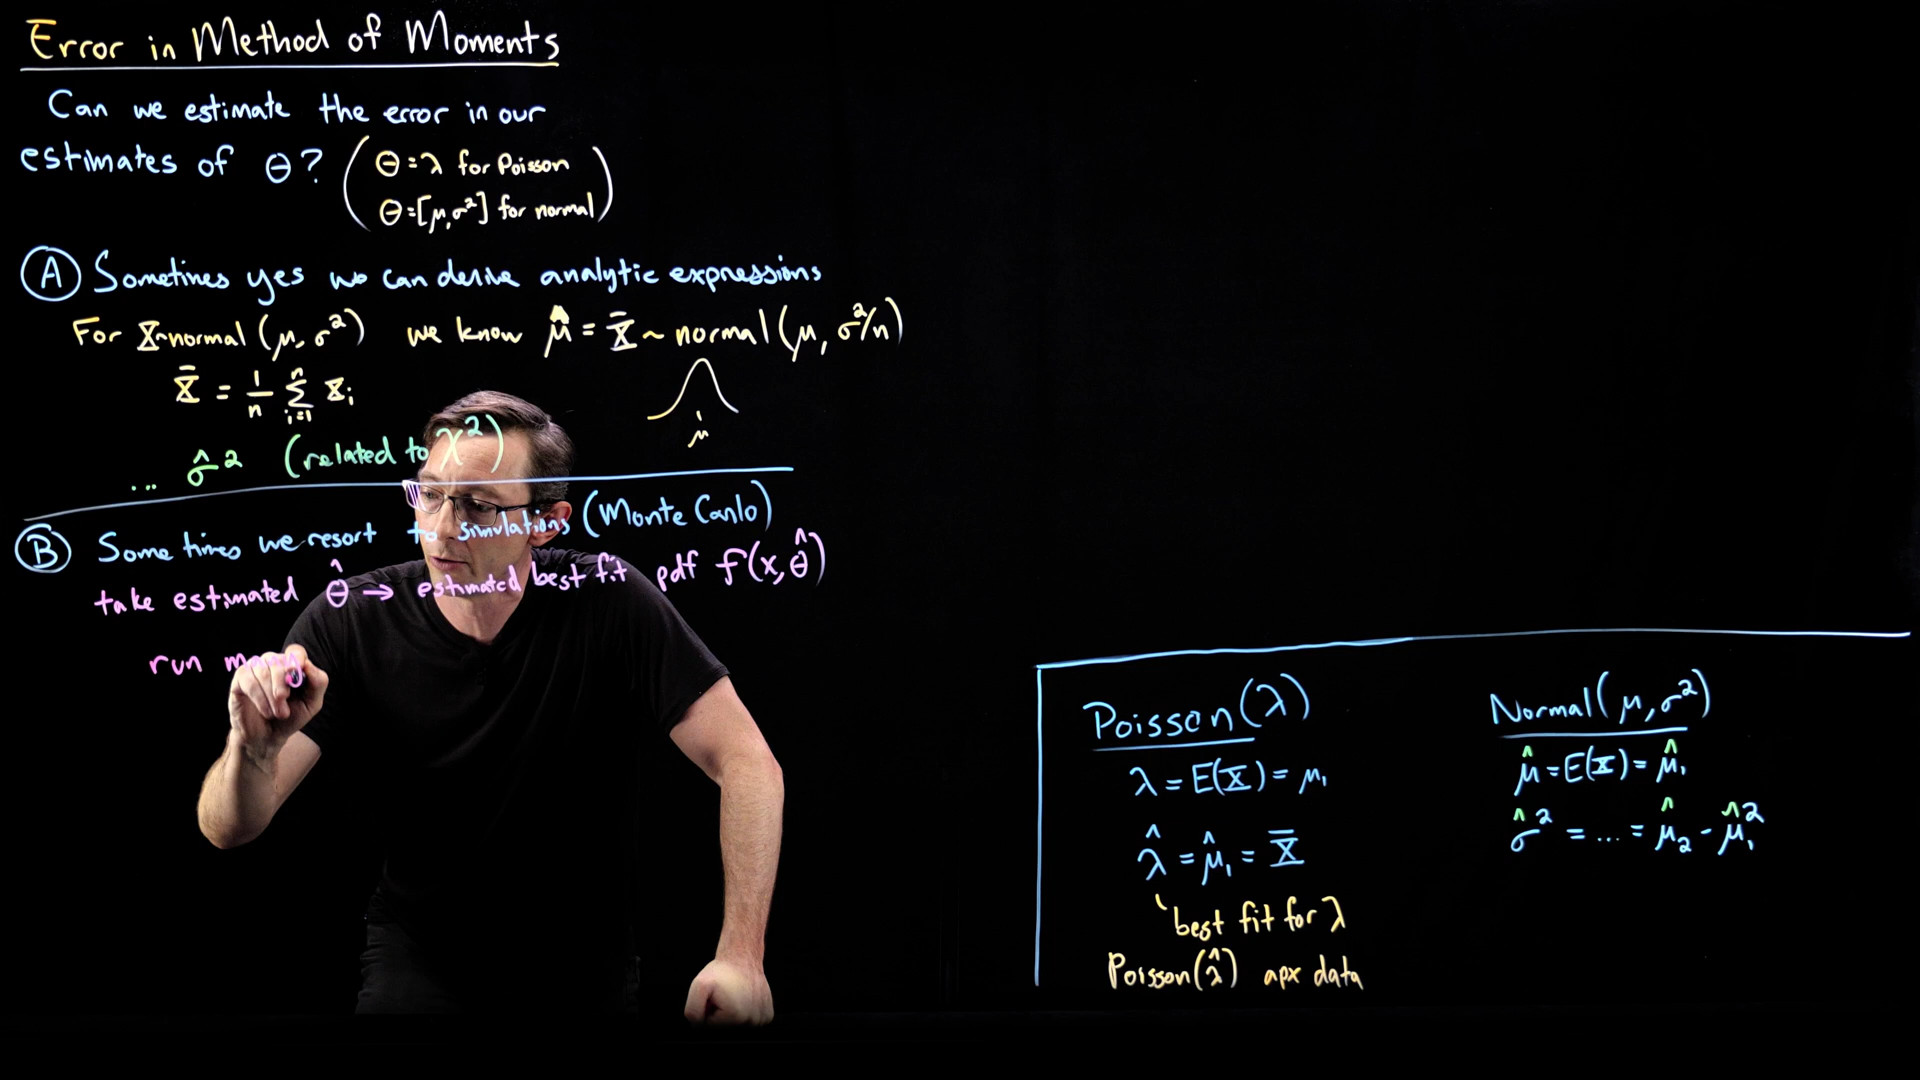 Error in Method of Moments
Can we estimate the error in our
estimates of θ? (θ=λ for Poisson
θ=[μ,σ²] for normal)
Ⓐ Sometimes yes we can derive analytic expressions
For X~normal(μ, σ²) we know μ̂ = X̄ ~ normal(μ, σ²/n)
X̄ = 1/n Σᵢ₌₁ⁿ Xᵢ
μ
... σ̂² (related to χ²)
Ⓑ Some times we resort to simulations (Monte Carlo)
take estimated θ̂ → estimated best fit pdf f(x,θ̂)
run
Poisson(λ)
λ = E(X) = μ₁
λ̂ = μ̂₁ = X̄
best fit for λ
Poisson(λ̂) apx data
Normal(μ,σ²)
μ̂ = E(X) = μ̂₁
σ̂² = ... = μ̂₂ - μ̂₁²